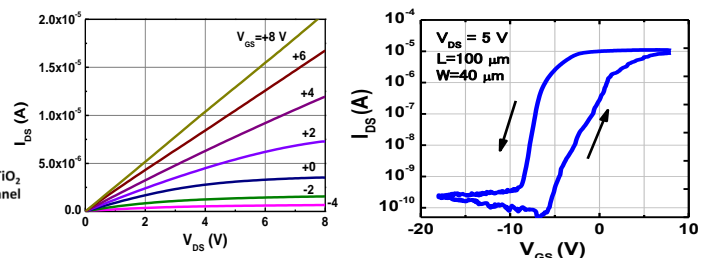 TiO₂
nel
2.0x10⁻⁵
1.5x10⁻⁵
1.0x10⁻⁵
5.0x10⁻⁶
0.0
I_DS (A)
V_GS=+8 V
+6
+4
+2
+0
-2
-4
0 2 4 6 8
V_DS (V)
10⁻⁴
10⁻⁵
10⁻⁶
10⁻⁷
10⁻⁸
10⁻⁹
10⁻¹⁰
I_DS (A)
V_DS = 5 V
L=100 µm
W=40 µm
-20 -10 0 10
V_GS (V)